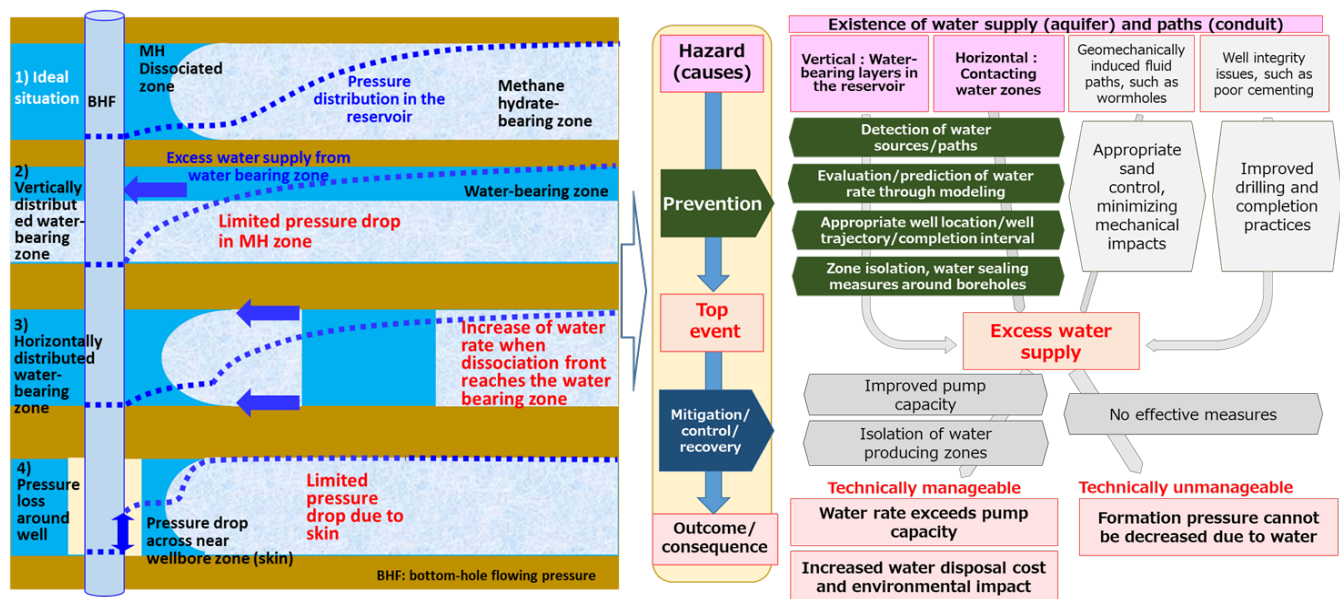 1) Ideal
situation
BHF
MH
Dissociated
zone
Pressure
distribution in the
reservoir
Methane
hydrate-
bearing zone
2)
Vertically
distribut
ed water-
bearing
zone
Excess water supply from
water bearing zone
Water-bearing zone
Limited pressure drop
in MH zone
3)
Horizontally
distributed
water-
bearing
zone
Increase of water
rate when
dissociation front
reaches the water
bearing zone
4)
Pressure
loss
around
well
Pressure drop
across near
wellbore zone (skin)
Limited
pressure
drop due to
skin
BHF: bottom-hole flowing pressure
Hazard
(causes)
Prevention
Top
event
Mitigation/
control/
recovery
Outcome/
consequence
Existence of water supply (aquifer) and paths (conduit)
Vertical : Water-
bearing layers in
the reservoir
Horizontal :
Contacting
water zones
Geomechanically
induced fluid
paths, such as
wormholes
Well integrity
issues, such as
poor cementing
Detection of water
sources/paths
Evaluation/prediction of water
rate through modeling
Appropriate well location/well
trajectory/completion interval
Zone isolation, water sealing
measures around boreholes
Appropriate
sand
control,
minimizing
mechanical
impacts
Improved
drilling and
completion
practices
Excess water
supply
Improved pump
capacity
Isolation of water
producing zones
No effective measures
Technically manageable
Water rate exceeds pump
capacity
Increased water disposal cost
and environmental impact
Technically unmanageable
Formation pressure cannot
be decreased due to water